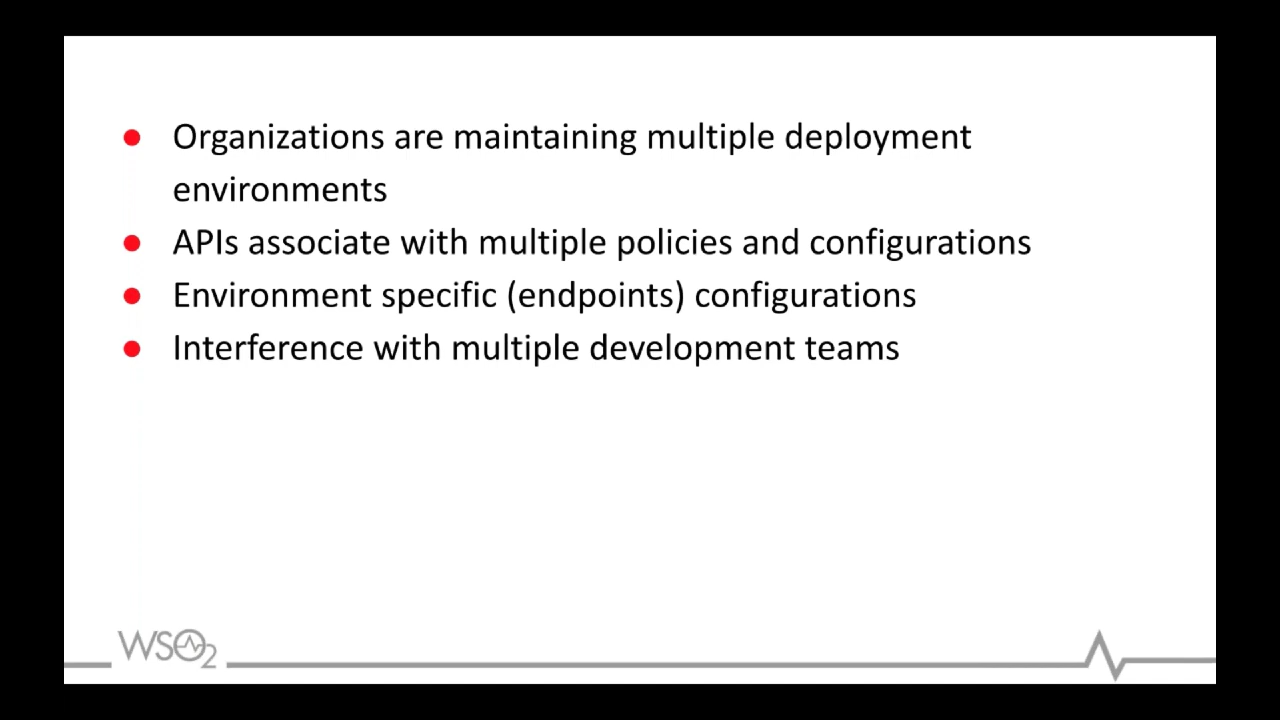 ● Organizations are maintaining multiple deployment
environments
● APIs associate with multiple policies and configurations
● Environment specific (endpoints) configurations
● Interference with multiple development teams
WSO2